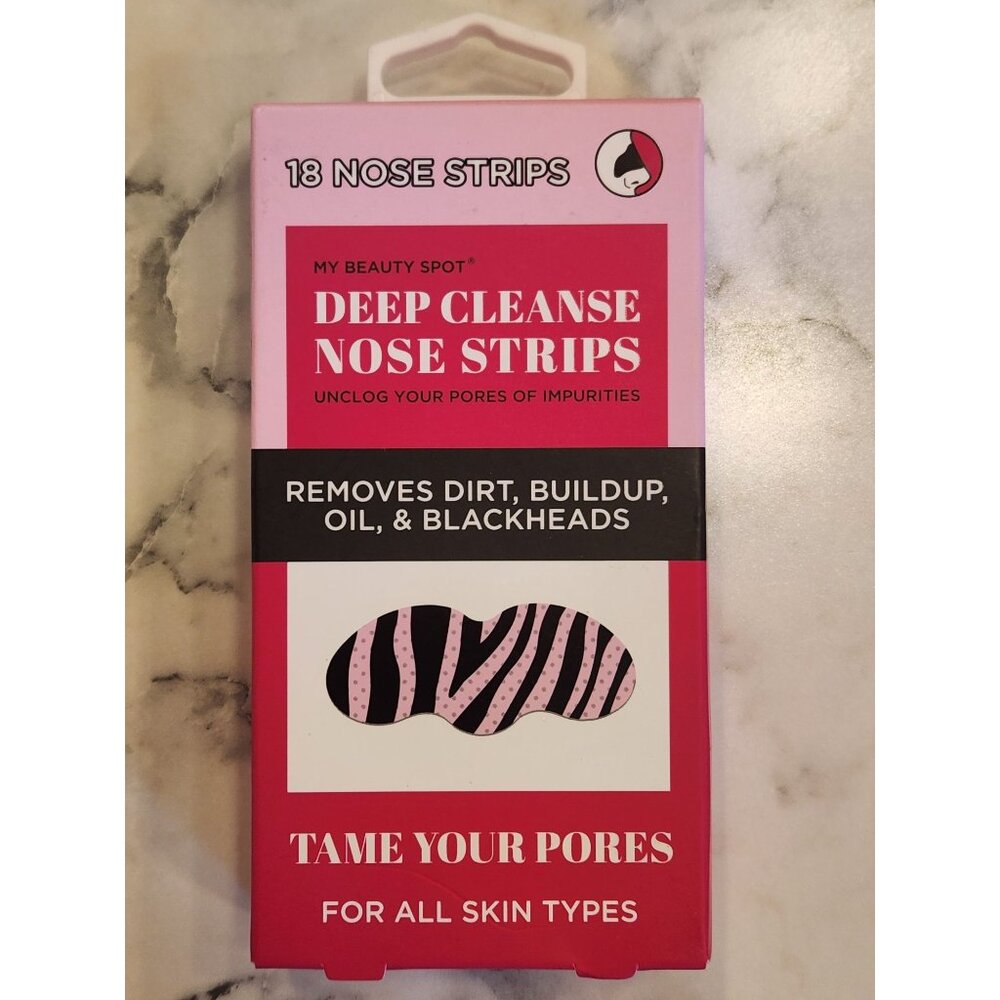 18 NOSE STRIPS
MY BEAUTY SPOT®
DEEP CLEANSE
NOSE STRIPS
UNCLOG YOUR PORES OF IMPURITIES
REMOVES DIRT, BUILDUP,
OIL, & BLACKHEADS
TAME YOUR PORES
FOR ALL SKIN TYPES